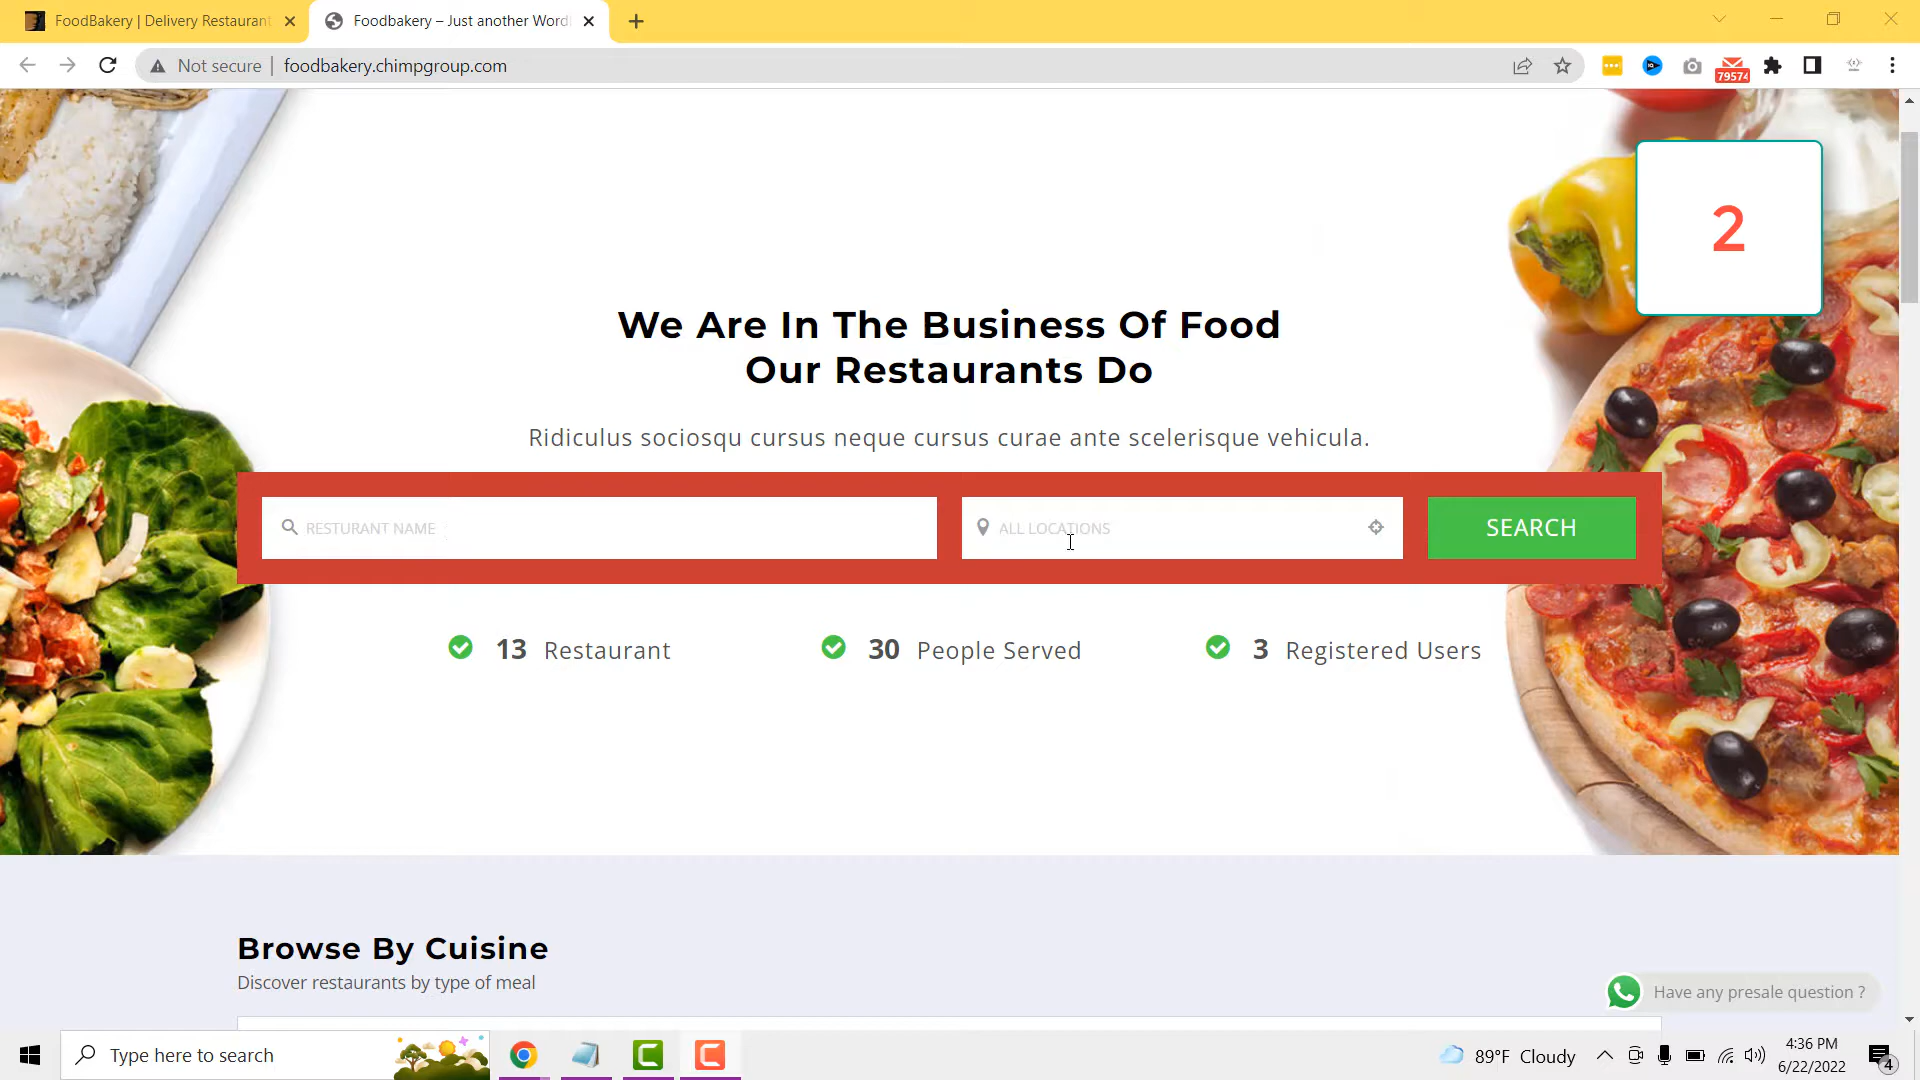 FoodBakery | Delivery Restaurant
Foodbakery – Just another Word
Not secure
foodbakery.chimpgroup.com
79574
2
We Are In The Business Of Food
Our Restaurants Do
Ridiculus sociosqu cursus neque cursus curae ante scelerisque vehicula.
RESTURANT NAME
ALL LOCATIONS
SEARCH
13 Restaurant
30 People Served
3 Registered Users
Browse By Cuisine
Discover restaurants by type of meal
Have any presale question ?
Type here to search
89°F Cloudy
4:36 PM
6/22/2022
4